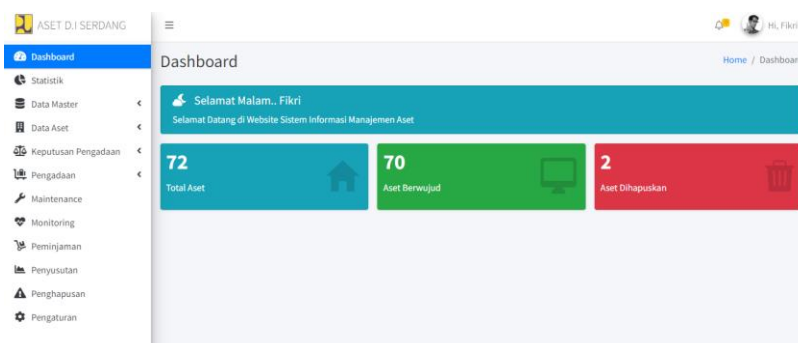 ASET D.I SERDANG
Hi, Fikri
Dashboard
Statistik
Data Master
Data Aset
Keputusan Pengadaan
Pengadaan
Maintenance
Monitoring
Peminjaman
Penyusutan
Penghapusan
Pengaturan
Dashboard
Home / Dashboar
Selamat Malam.. Fikri
Selamat Datang di Website Sistem Informasi Manajemen Aset
72
Total Aset
70
Aset Berwujud
2
Aset Dihapuskan